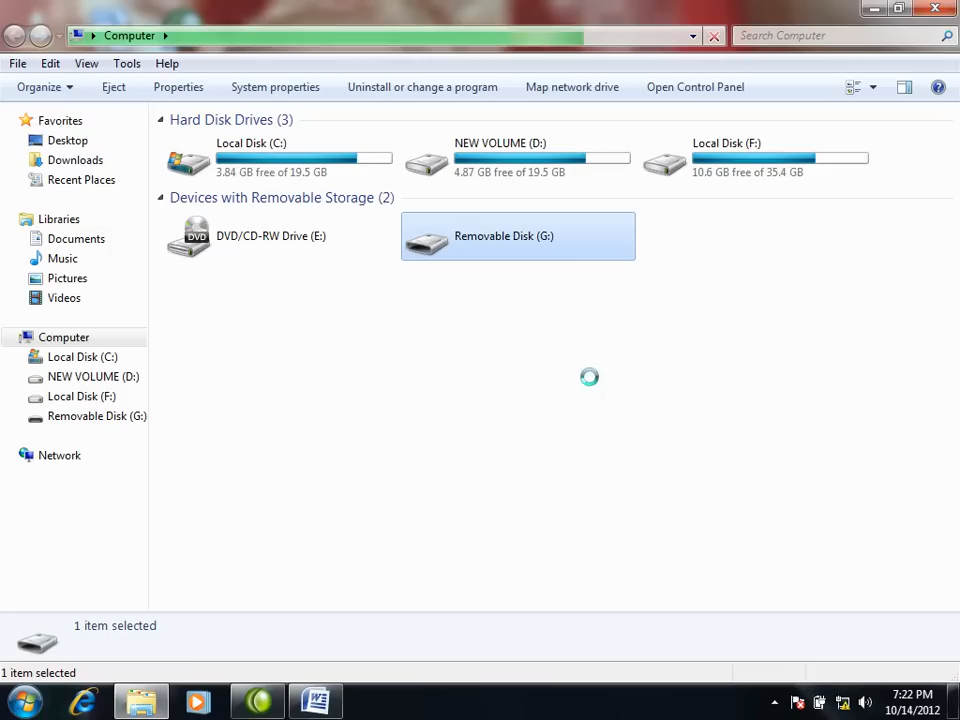 Computer
Search Computer
File Edit View Tools Help
Organize Eject Properties System properties Uninstall or change a program Map network drive Open Control Panel
Favorites
Desktop
Downloads
Recent Places
Libraries
Documents
Music
Pictures
Videos
Computer
Local Disk (C:)
NEW VOLUME (D:)
Local Disk (F:)
Removable Disk (G:)
Network
Hard Disk Drives (3)
Local Disk (C:)
3.84 GB free of 19.5 GB
NEW VOLUME (D:)
4.87 GB free of 19.5 GB
Local Disk (F:)
10.6 GB free of 35.4 GB
Devices with Removable Storage (2)
DVD
DVD/CD-RW Drive (E:)
Removable Disk (G:)
1 item selected
1 item selected
7:22 PM
10/14/2012